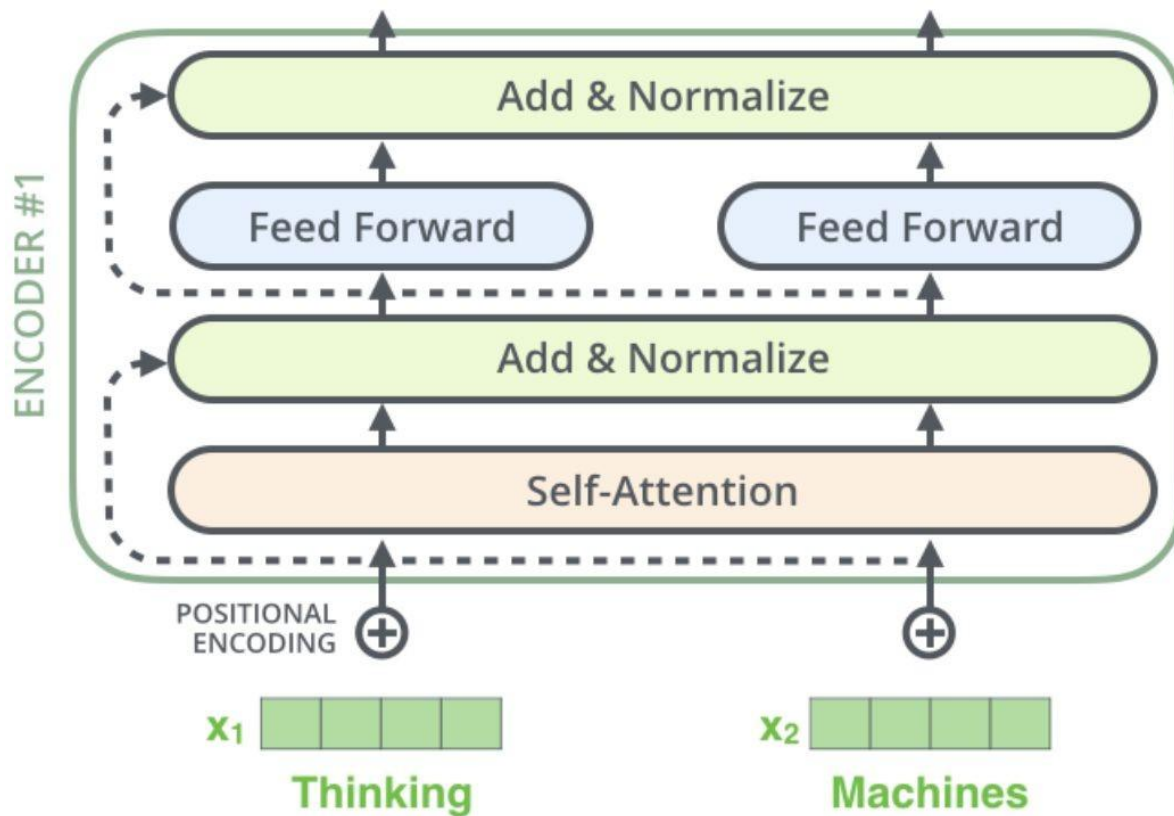 ENCODER #1
Add & Normalize
Feed Forward Feed Forward
Add & Normalize
Self-Attention
POSITIONAL
ENCODING
x₁ x₂
Thinking Machines